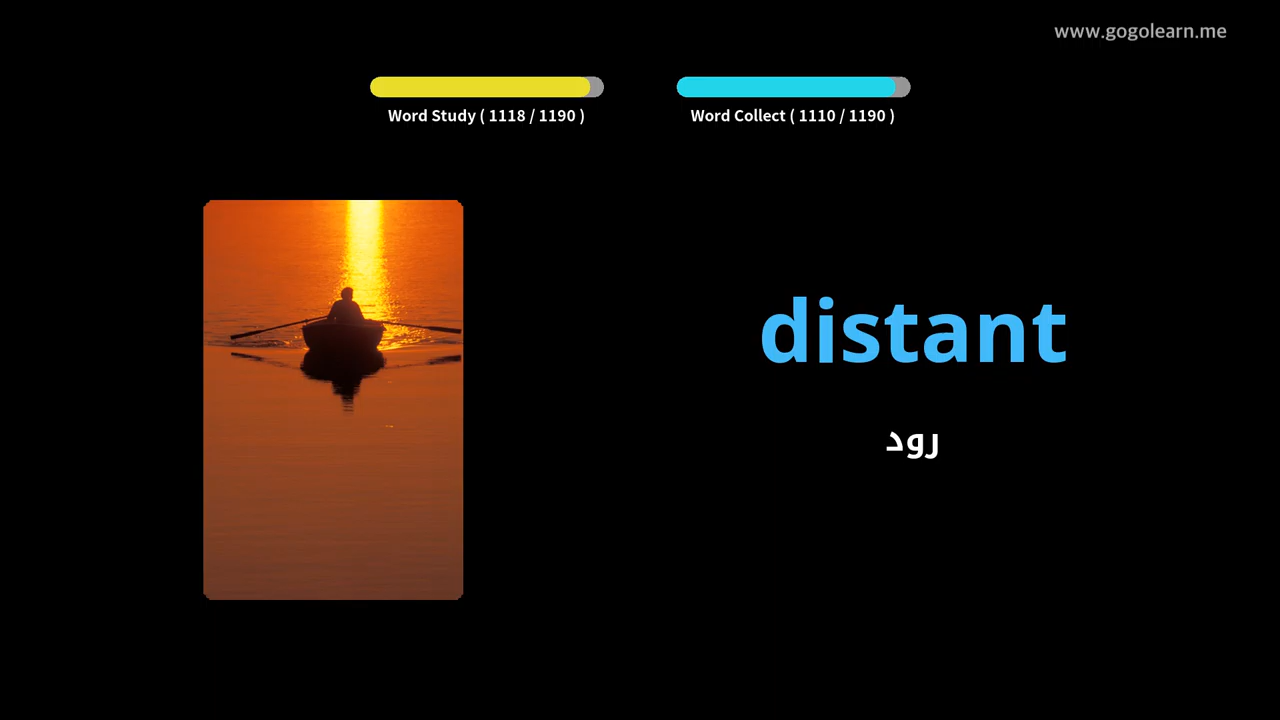 www.gogolearn.me
Word Study ( 1118 / 1190 )
Word Collect ( 1110 / 1190 )
distant
رود